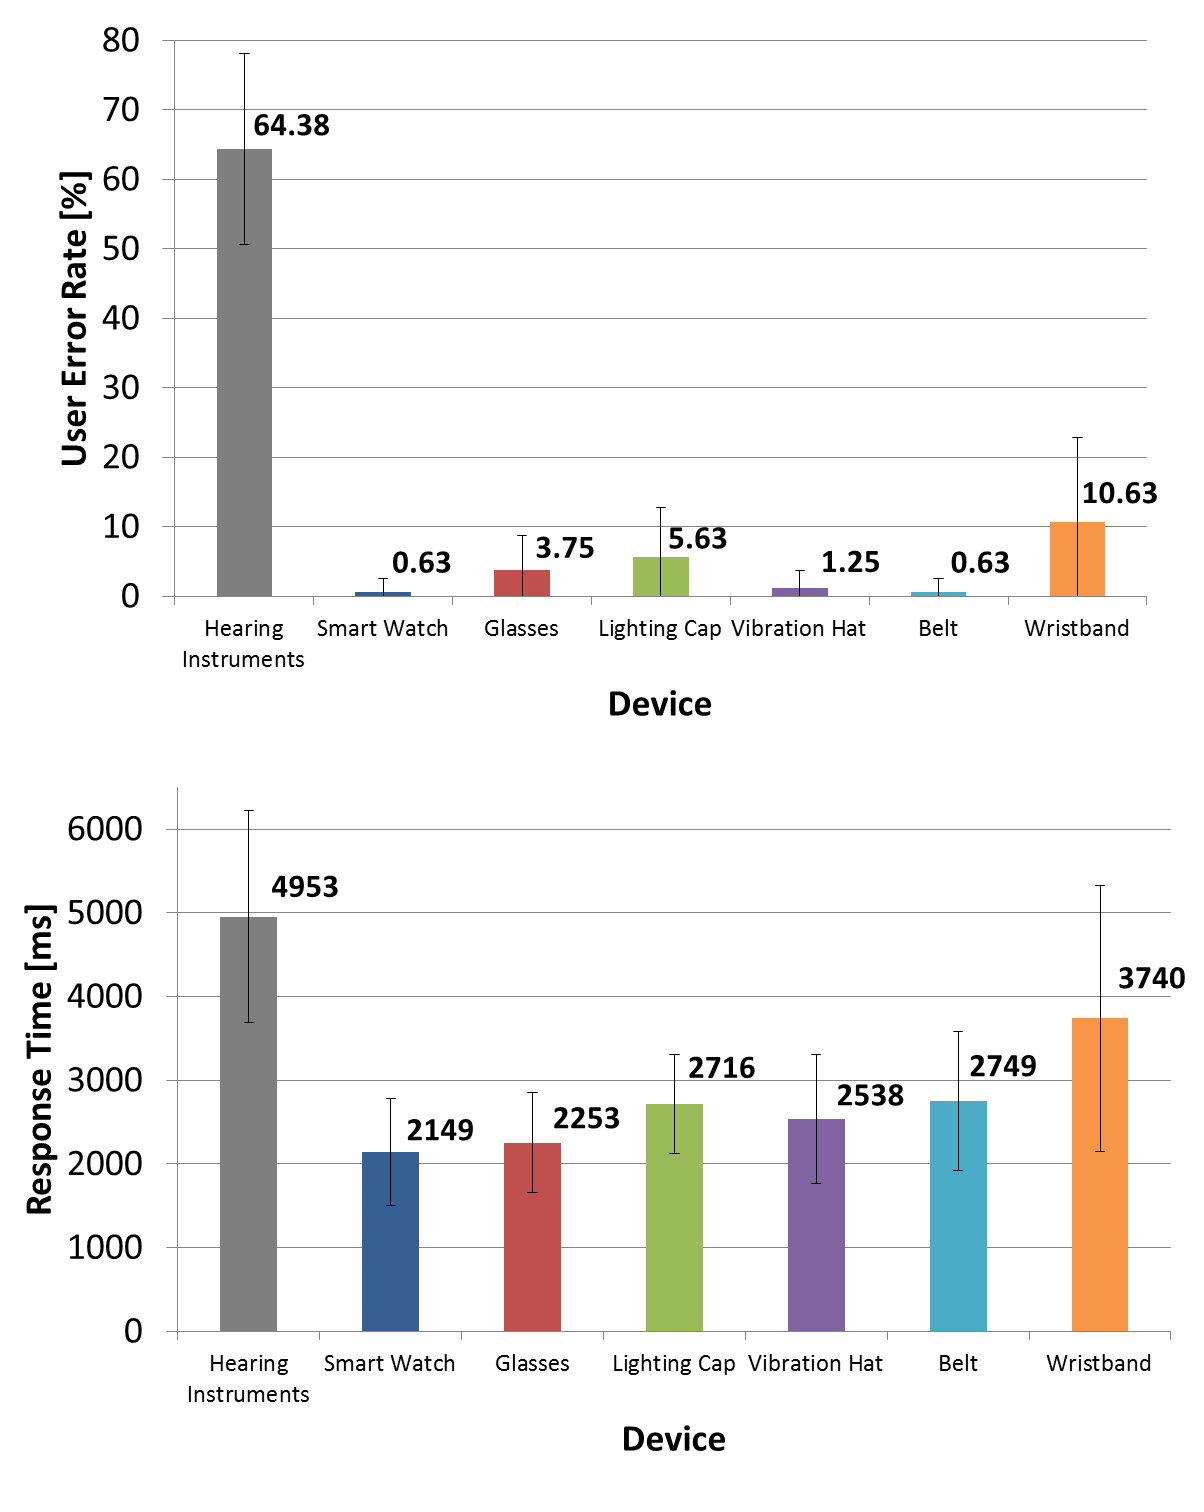 User Error Rate [%]
80
70
60
50
40
30
20
10
0
64.38
0.63
3.75
5.63
1.25
0.63
10.63
Hearing
Instruments
Smart Watch
Glasses
Lighting Cap
Vibration Hat
Belt
Wristband
Device
Response Time [ms]
6000
5000
4000
3000
2000
1000
0
4953
2149
2253
2716
2538
2749
3740
Hearing
Instruments
Smart Watch
Glasses
Lighting Cap
Vibration Hat
Belt
Wristband
Device